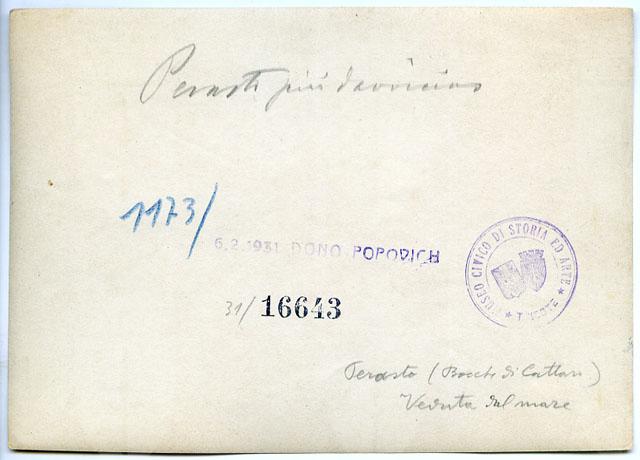 Perasto più da vicino
1173/
6.2.1931 DONO POPOVICH
MUSEO CIVICO DI STORIA ED ARTE
* TRIESTE *
31/ 16643
Perasto (Bocche di Cattaro)
Veduta dal mare